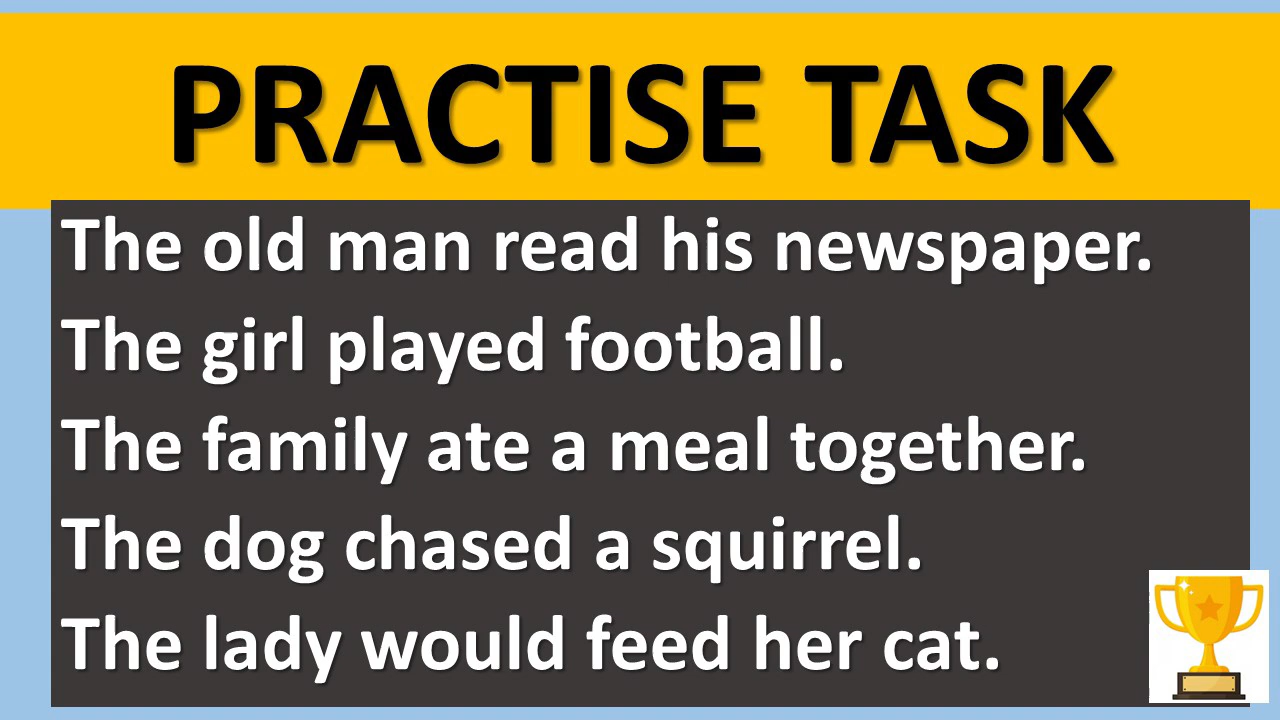 PRACTISE TASK
The old man read his newspaper.
The girl played football.
The family ate a meal together.
The dog chased a squirrel.
The lady would feed her cat.